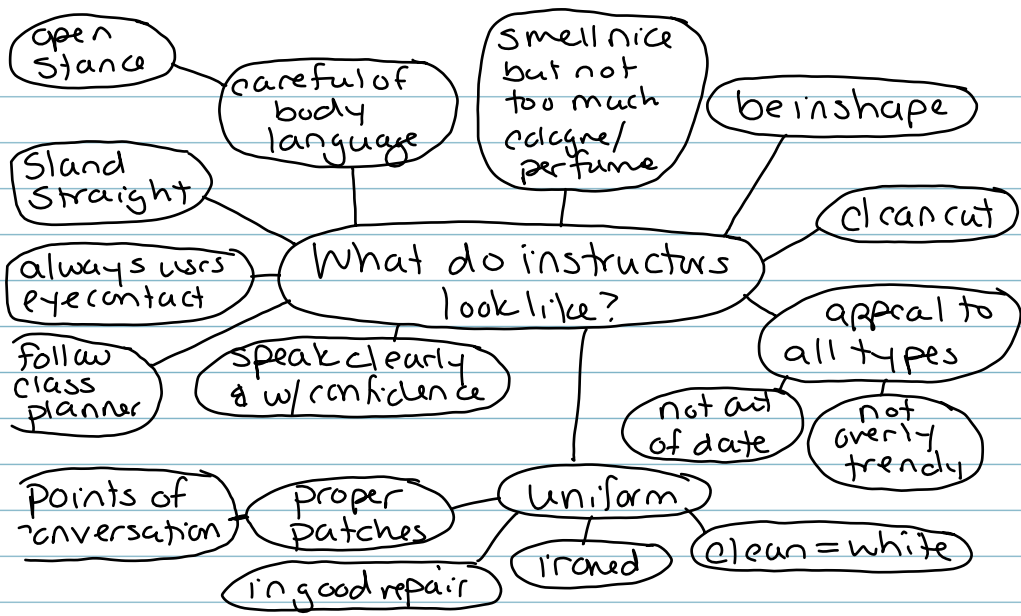 open
stance
careful of
body
language
smell nice
but not
too much
cologne/
perfume
be in shape
Stand
straight
clean cut
What do instructors
look like?
always uses
eye contact
appeal to
all types
follow
class
planner
speak clearly
& w/ confidence
not out
of date
not
overly
trendy
points of
conversation
proper
patches
uniform
in good repair
ironed
clean = white